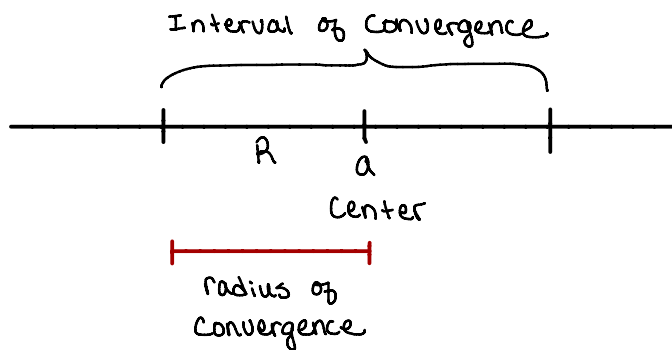 Interval of Convergence
R
a
Center
radius of
Convergence